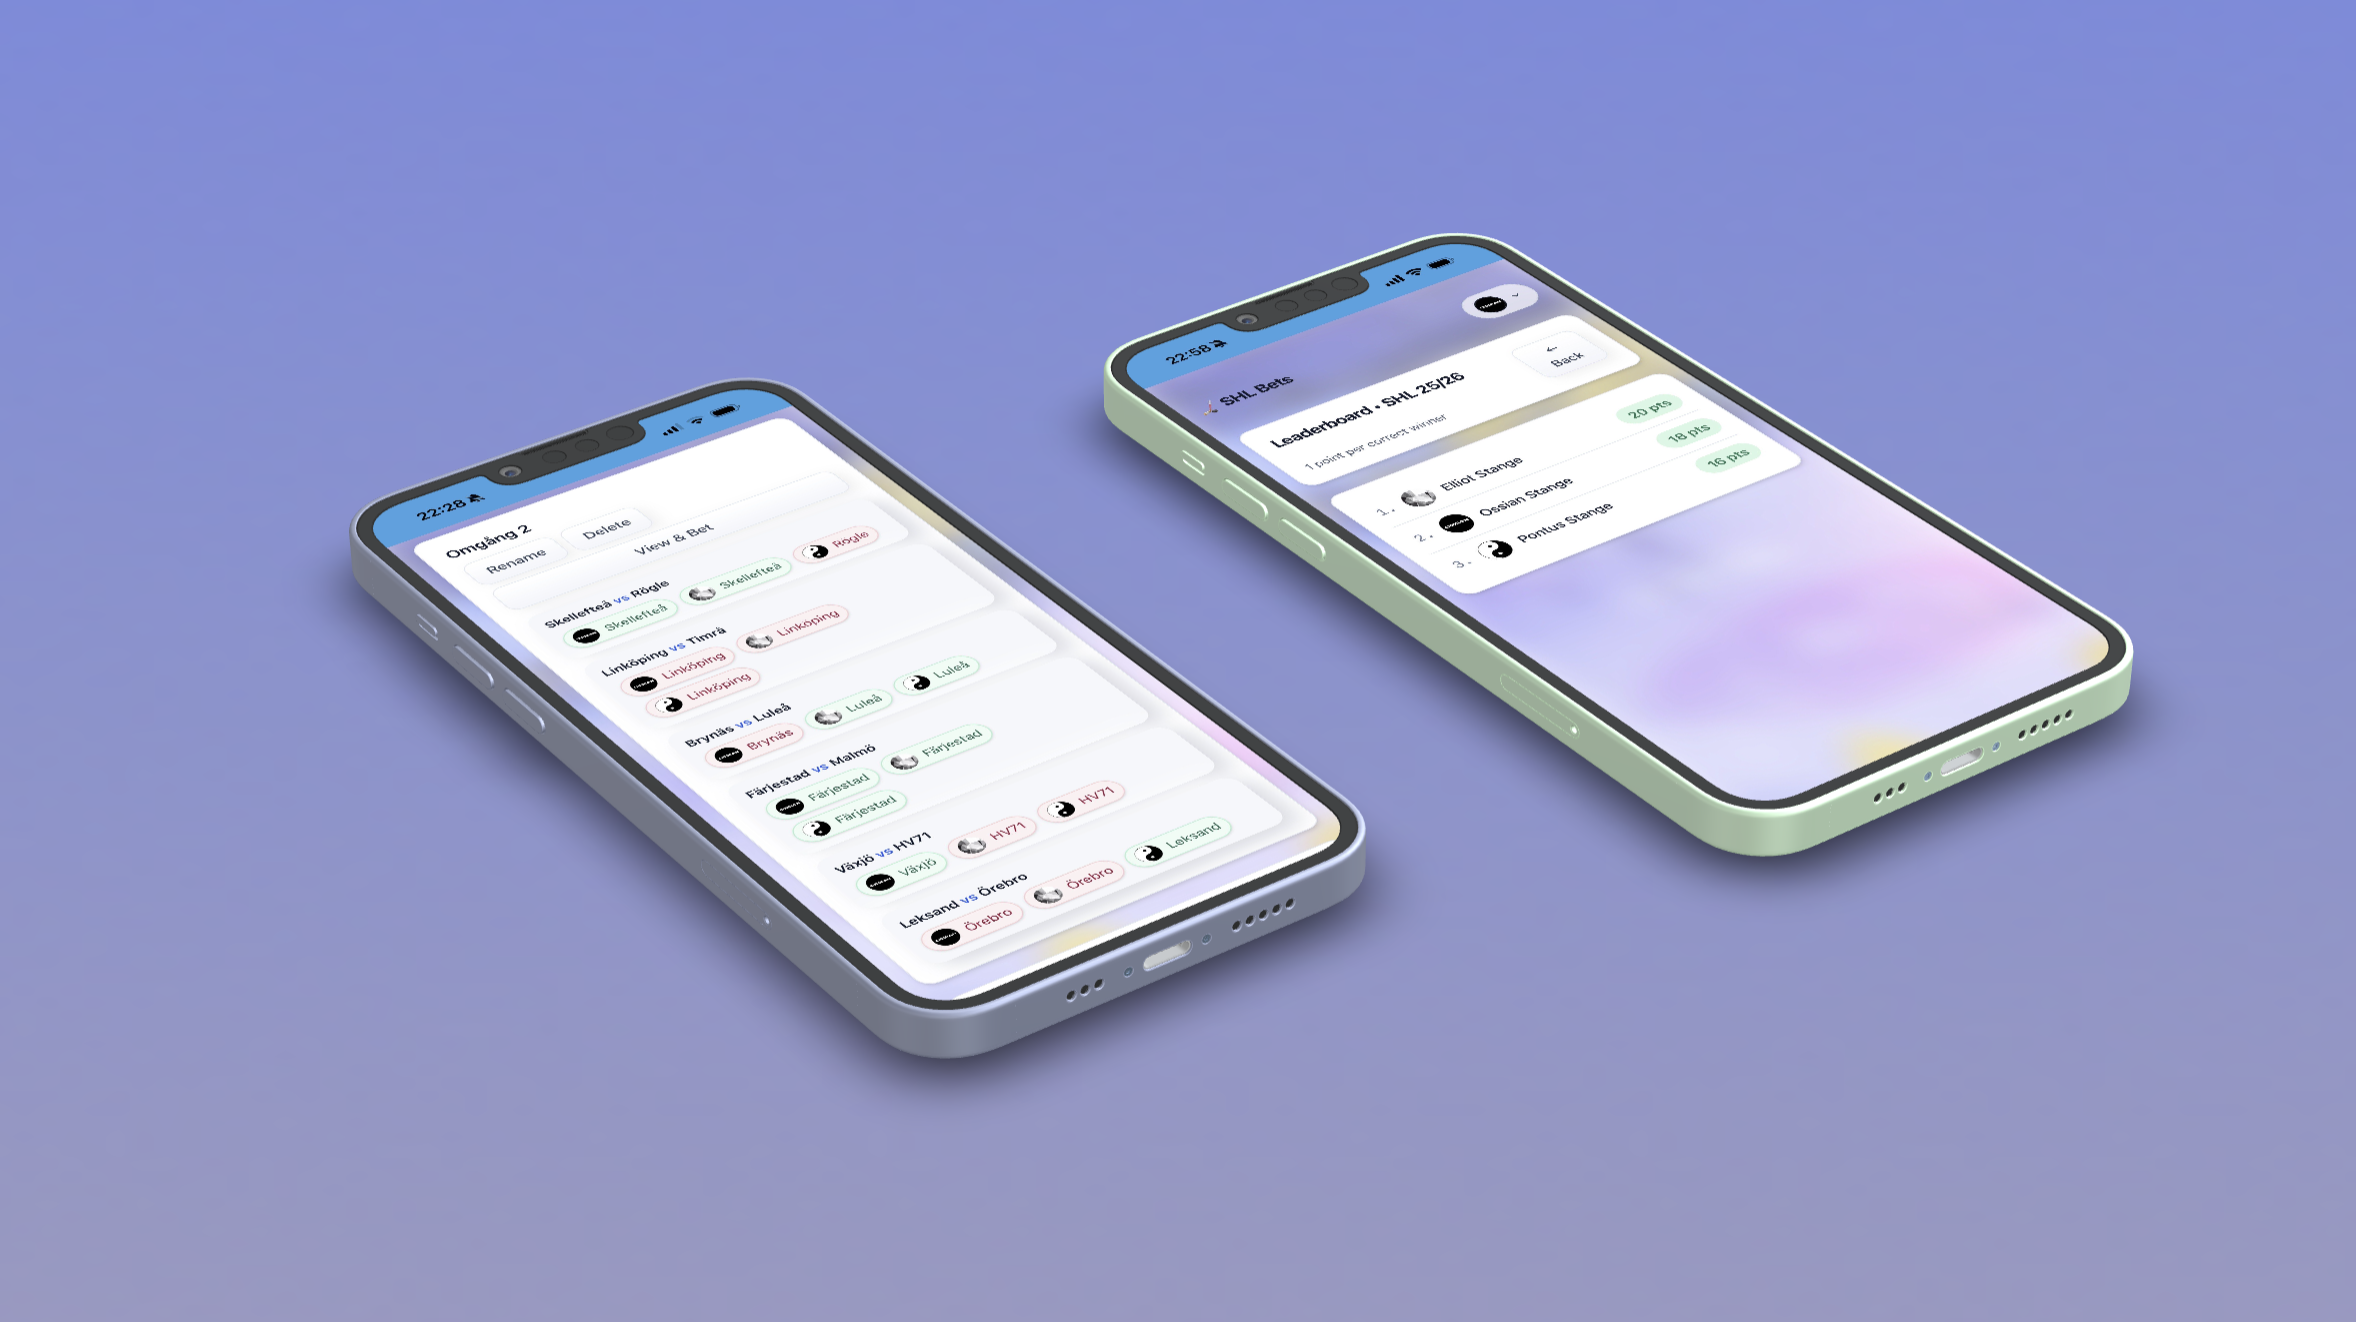 22:28
Omgång 2
Rename
Delete
View & Bet
Skellefteå vs Rögle
Skellefteå
Skellefteå
Rögle
Linköping vs Timrå
Linköping
Linköping
Linköping
Brynäs vs Luleå
Brynäs
Luleå
Luleå
Färjestad vs Malmö
Färjestad
Färjestad
Färjestad
Växjö vs HV71
Växjö
HV71
HV71
Leksand vs Örebro
Örebro
Örebro
Leksand
22:58
SHL Bets
Leaderboard • SHL 25/26
1 point per correct winner
← Back
1. Elliot Stange 20 pts
2. Ossian Stange 18 pts
3. Pontus Stange 16 pts